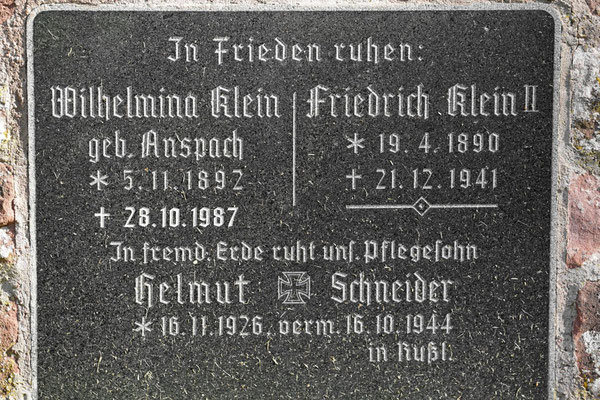 In Frieden ruhen:
Wilhelmina Klein
geb. Anspach
* 5.11.1892
† 28.10.1987
Friedrich Klein II
* 19.4.1890
† 21.12.1941
In fremd. Erde ruht uns. Pflegesohn
Helmut Schneider
* 16.11.1926, verm. 16.10.1944
in Rußl.